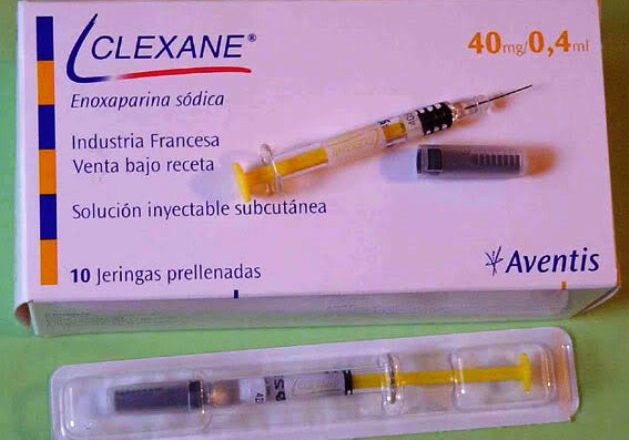 CLEXANE®
40mg/0,4ml
Enoxaparina sódica
Industria Francesa
Venta bajo receta
Solución inyectable subcutánea
10 Jeringas prellenadas
Aventis